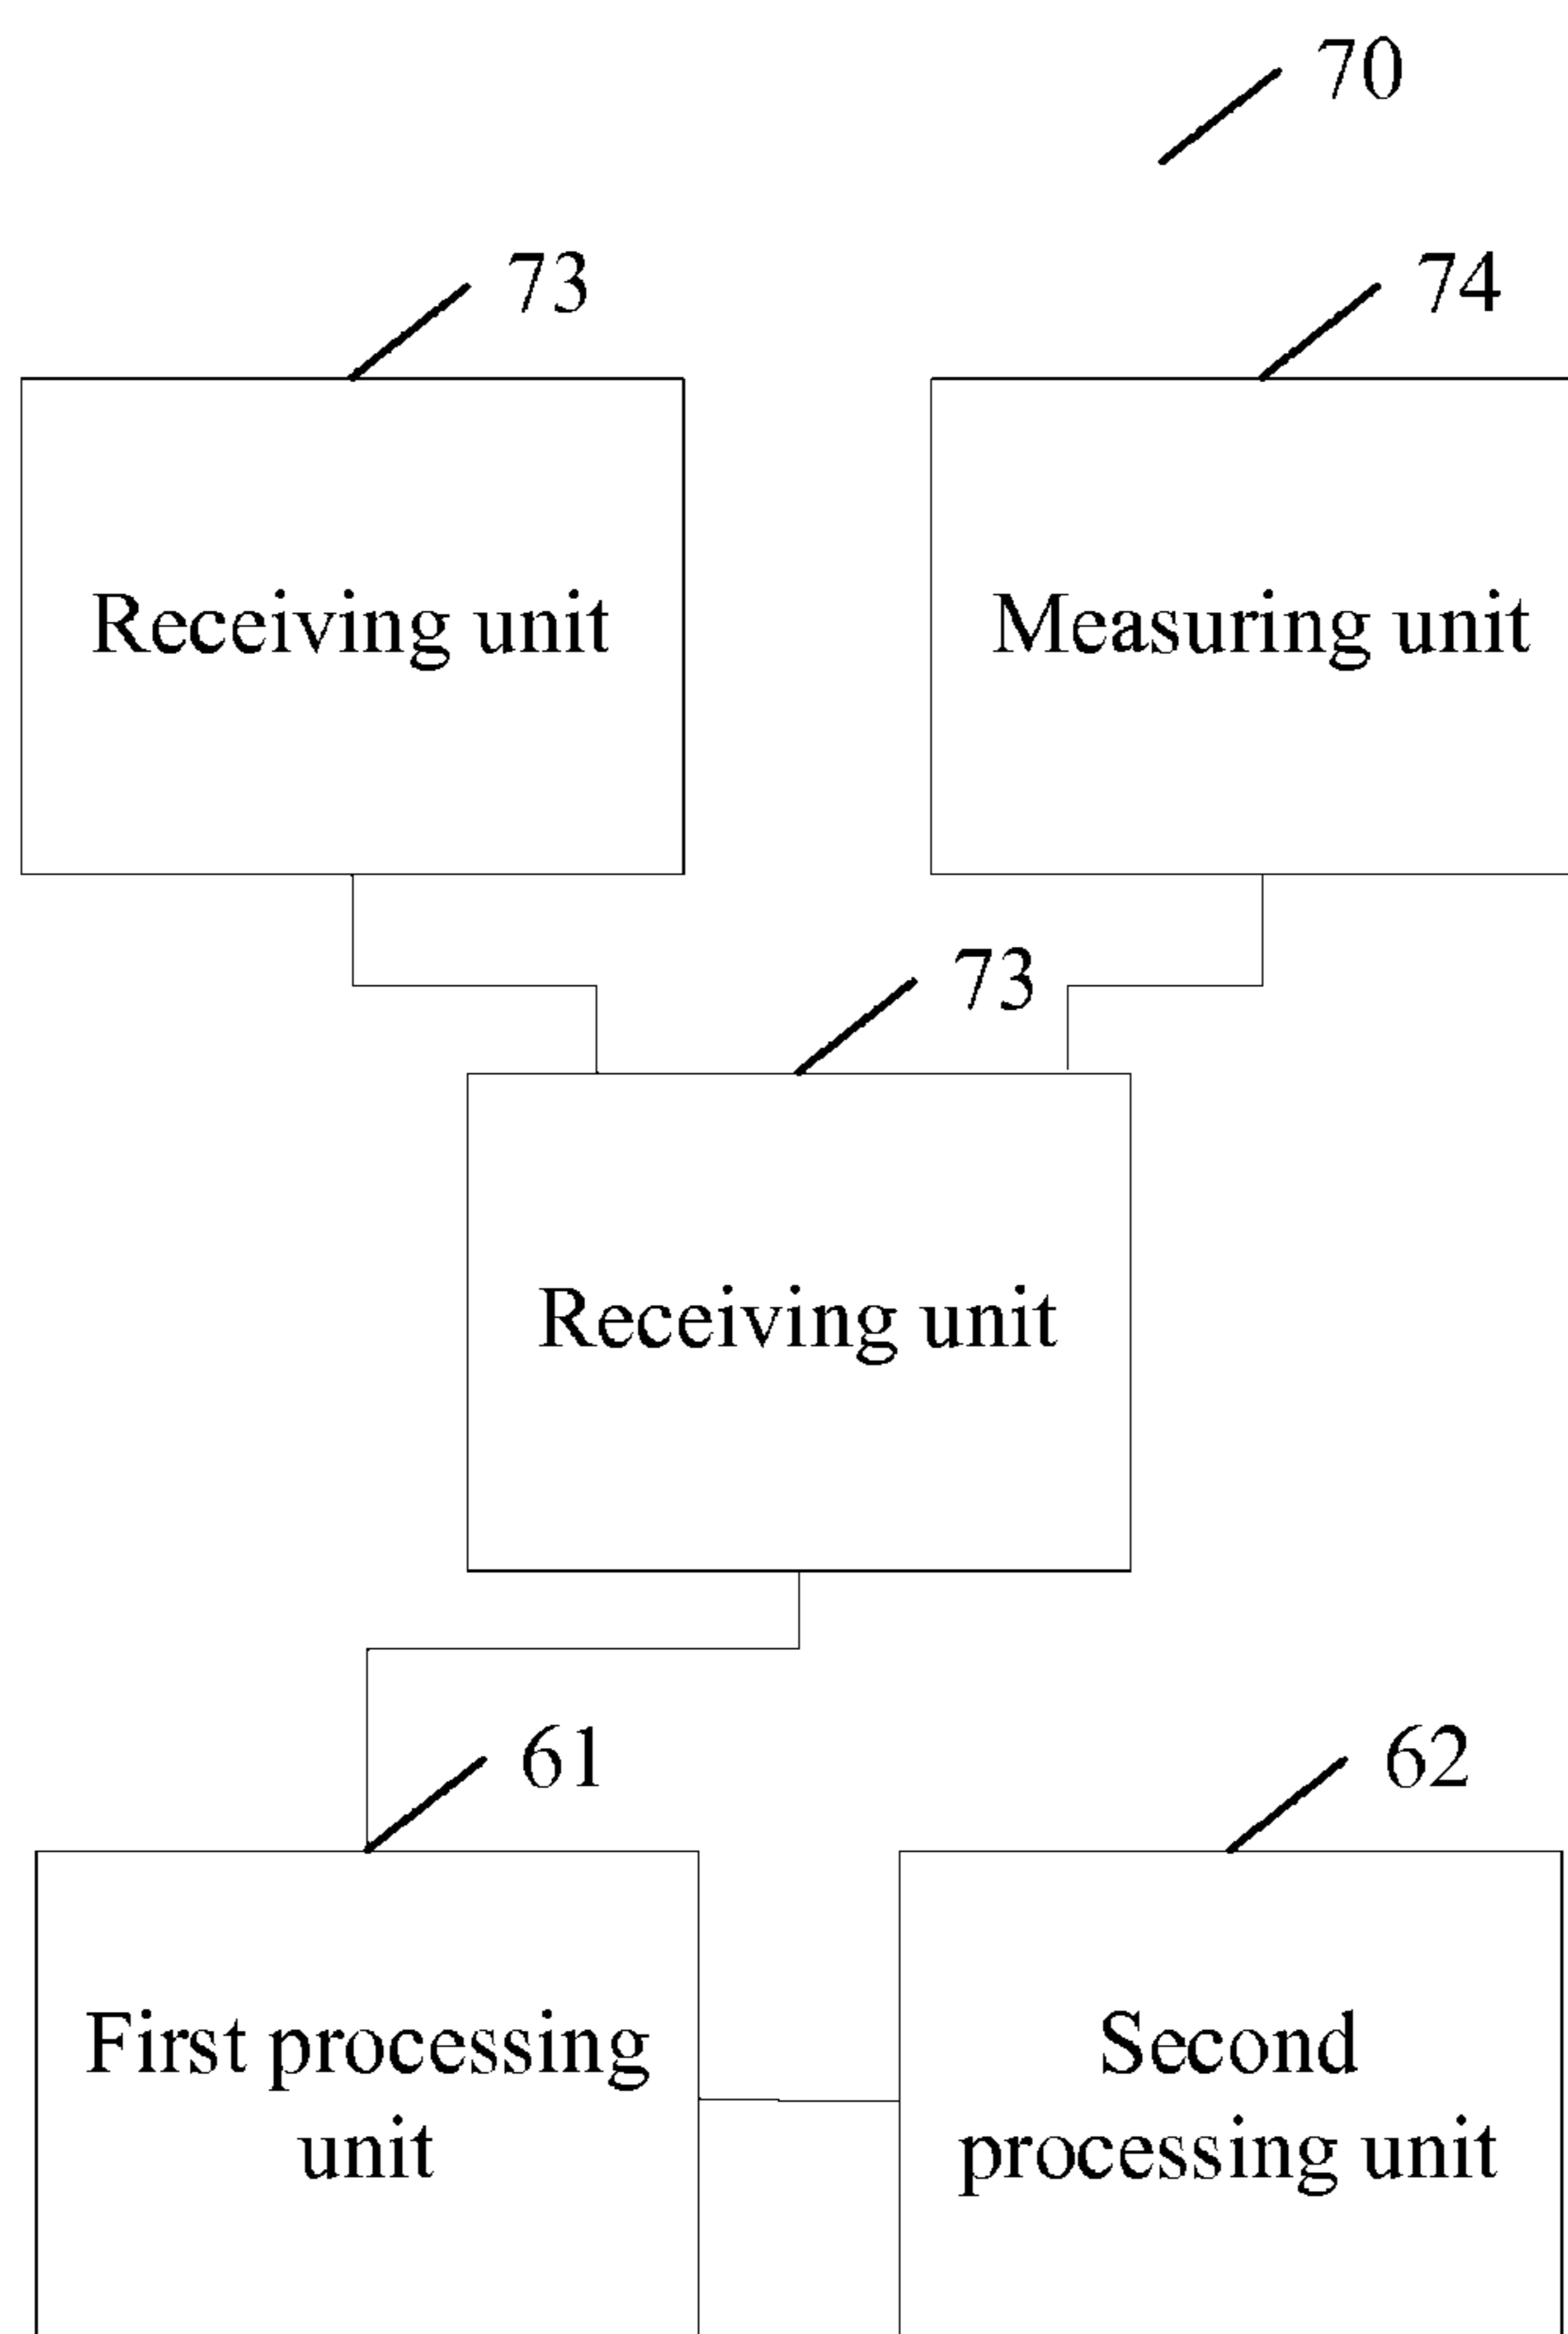 70
73
74
Receiving unit
Measuring unit
73
Receiving unit
61
62
First processing
unit
Second
processing unit